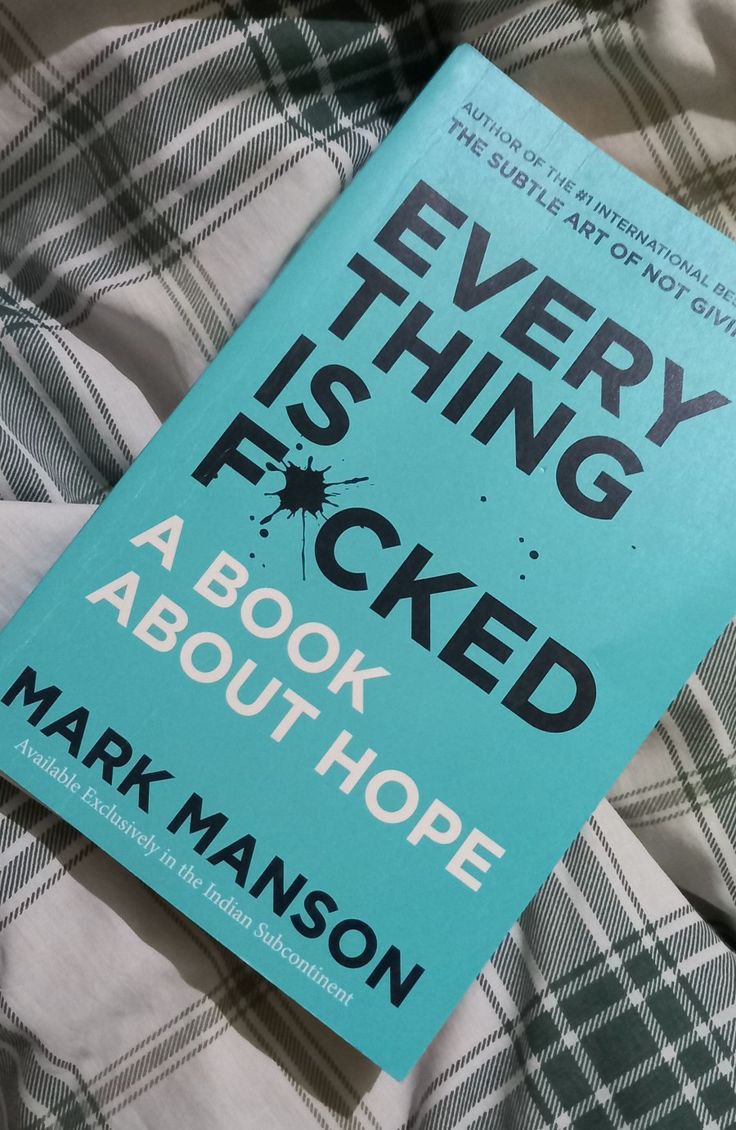 AUTHOR OF THE #1 INTERNATIONAL
THE SUBTLE ART OF NOT
EVERY
THING
IS
F*CKED
A BOOK
ABOUT HOPE
MARK MANSON
Available Exclusively in the Indian Subcontinent